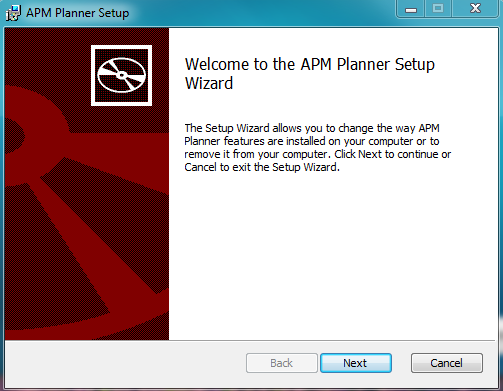 APM Planner Setup
Welcome to the APM Planner Setup
Wizard
The Setup Wizard allows you to change the way APM
Planner features are installed on your computer or to
remove it from your computer. Click Next to continue or
Cancel to exit the Setup Wizard.
Back Next Cancel